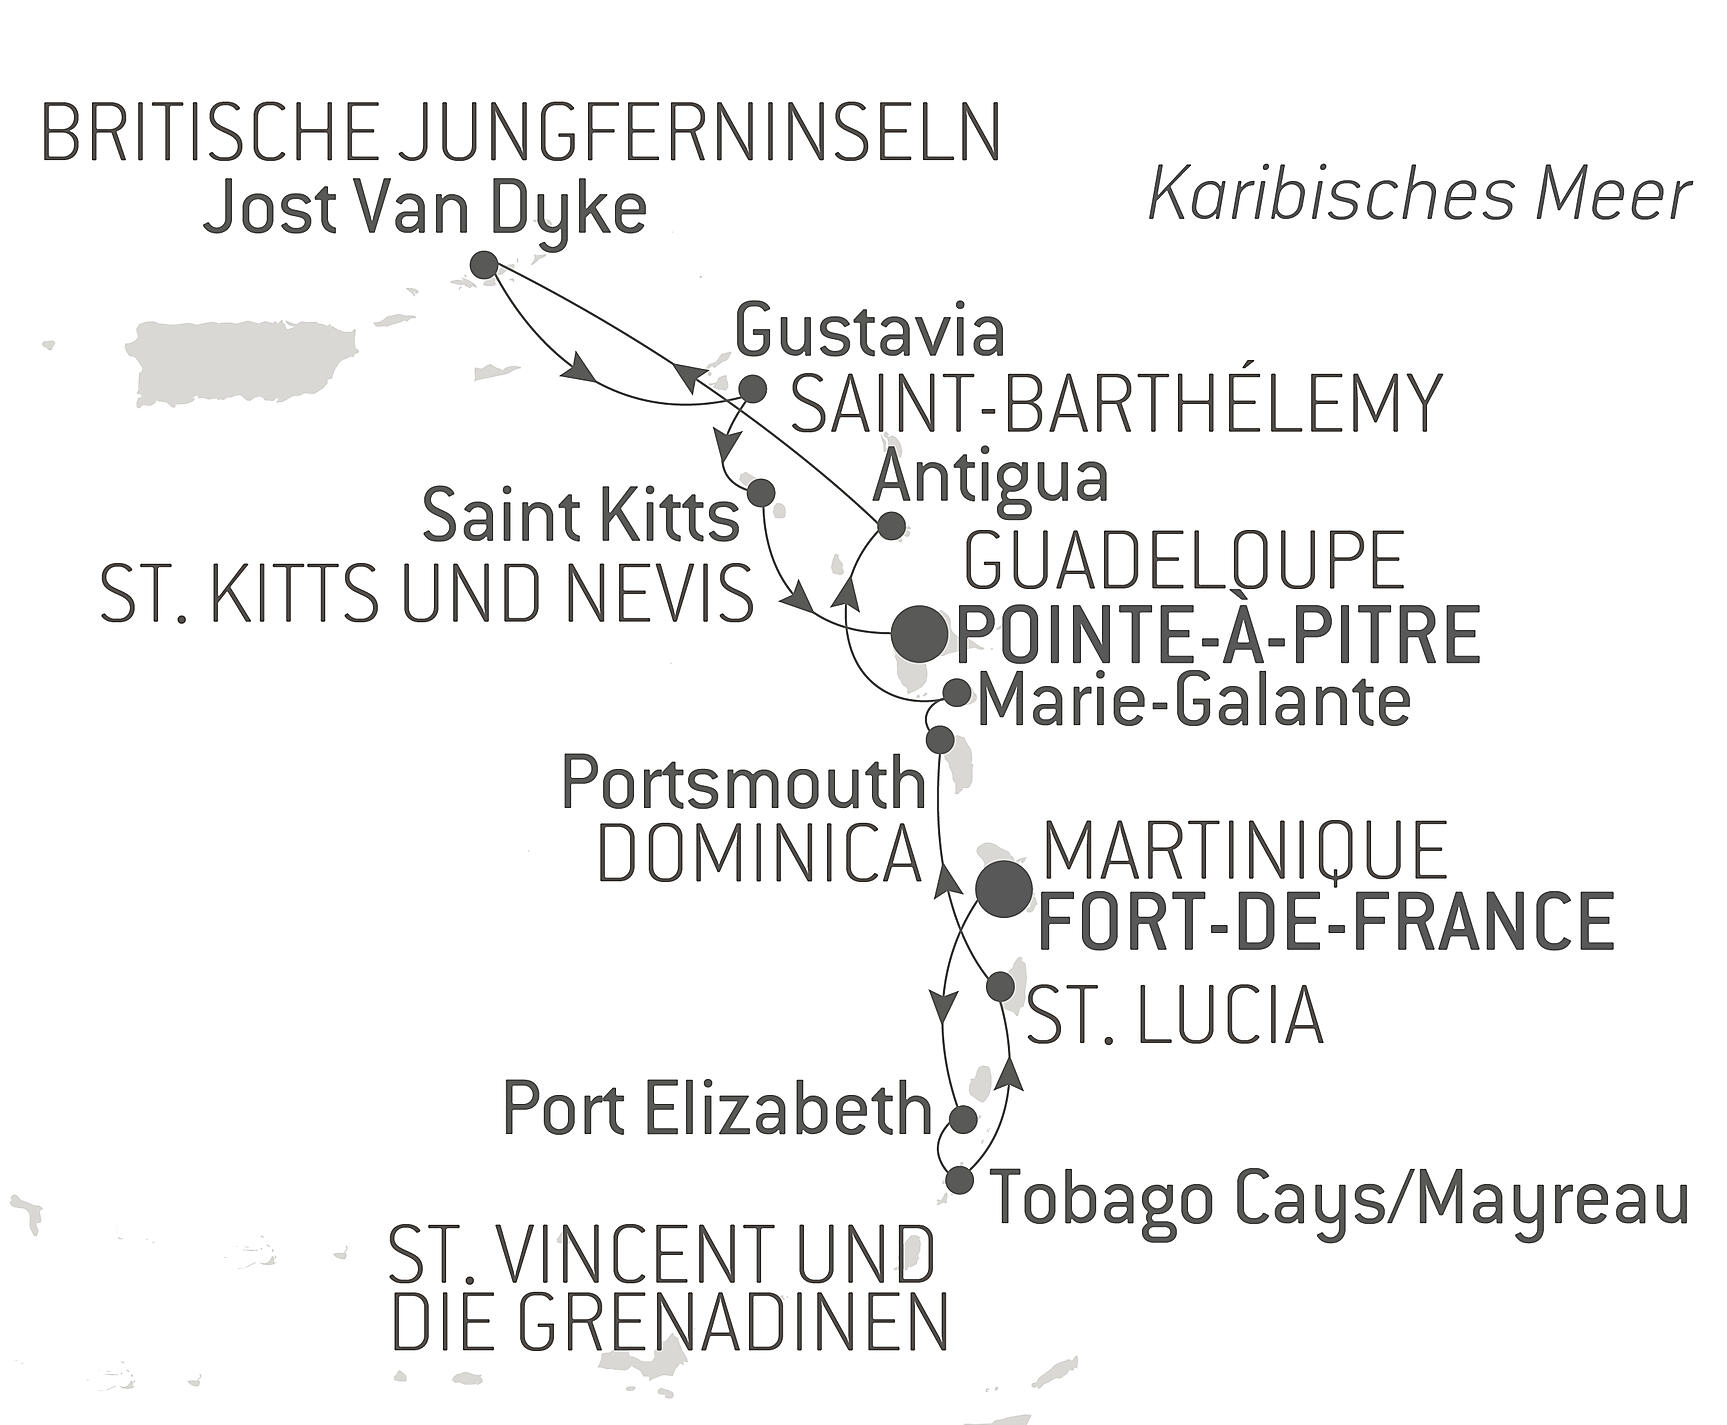 BRITISCHE JUNGFERNINSELN
Jost Van Dyke
Karibisches Meer
Gustavia
SAINT-BARTHÉLEMY
Antigua
Saint Kitts
ST. KITTS UND NEVIS
GUADELOUPE
POINTE-À-PITRE
Marie-Galante
Portsmouth
DOMINICA
MARTINIQUE
FORT-DE-FRANCE
ST. LUCIA
Port Elizabeth
Tobago Cays/Mayreau
ST. VINCENT UND
DIE GRENADINEN